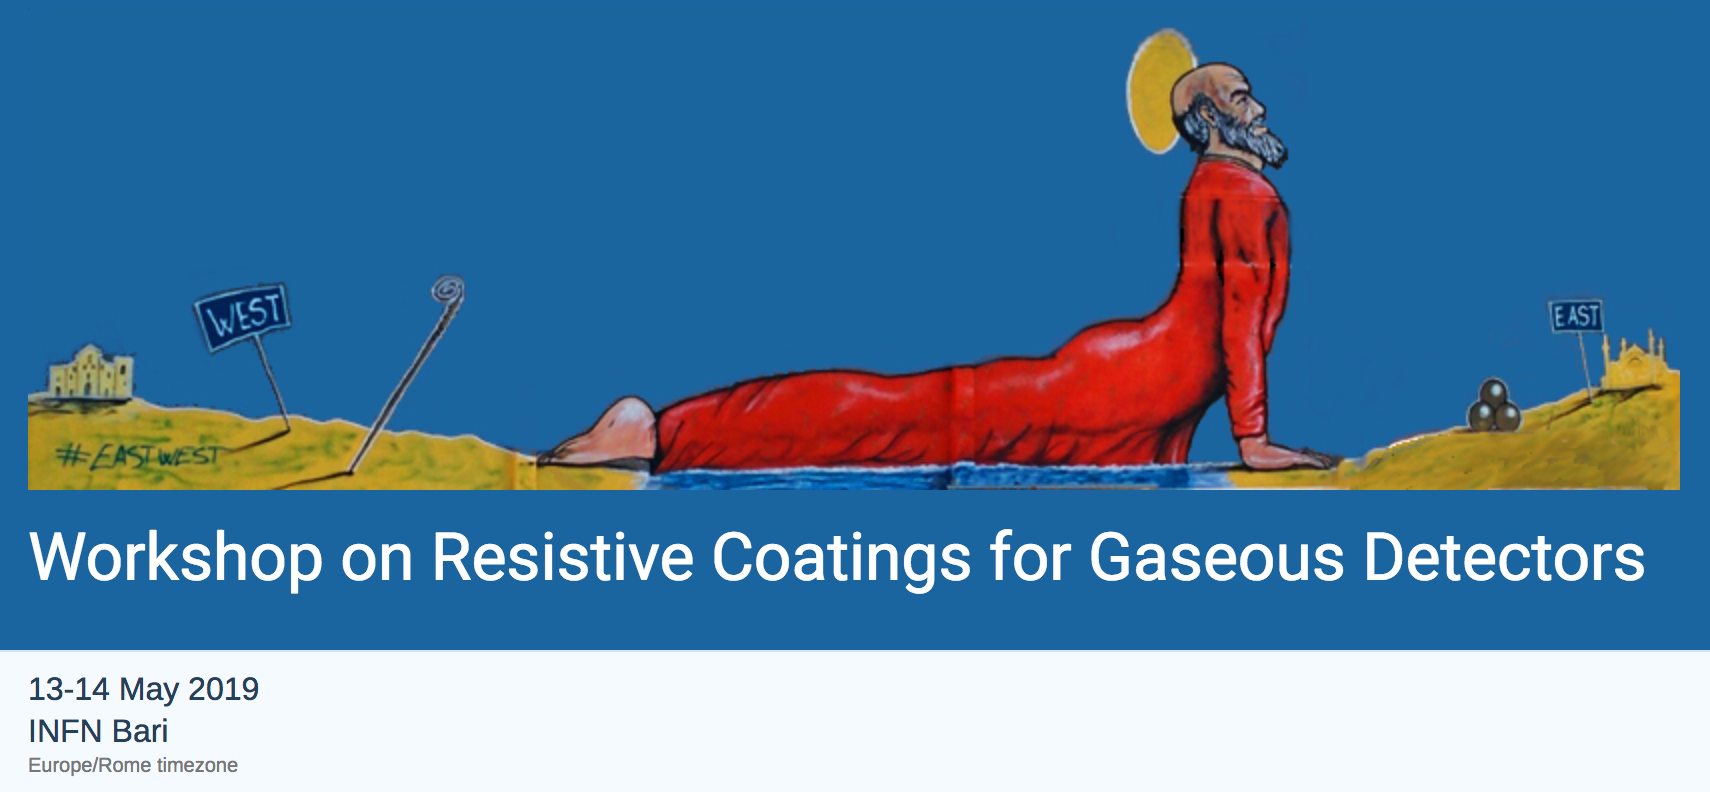 WEST
EAST
#EASTWEST
Workshop on Resistive Coatings for Gaseous Detectors
13-14 May 2019
INFN Bari
Europe/Rome timezone